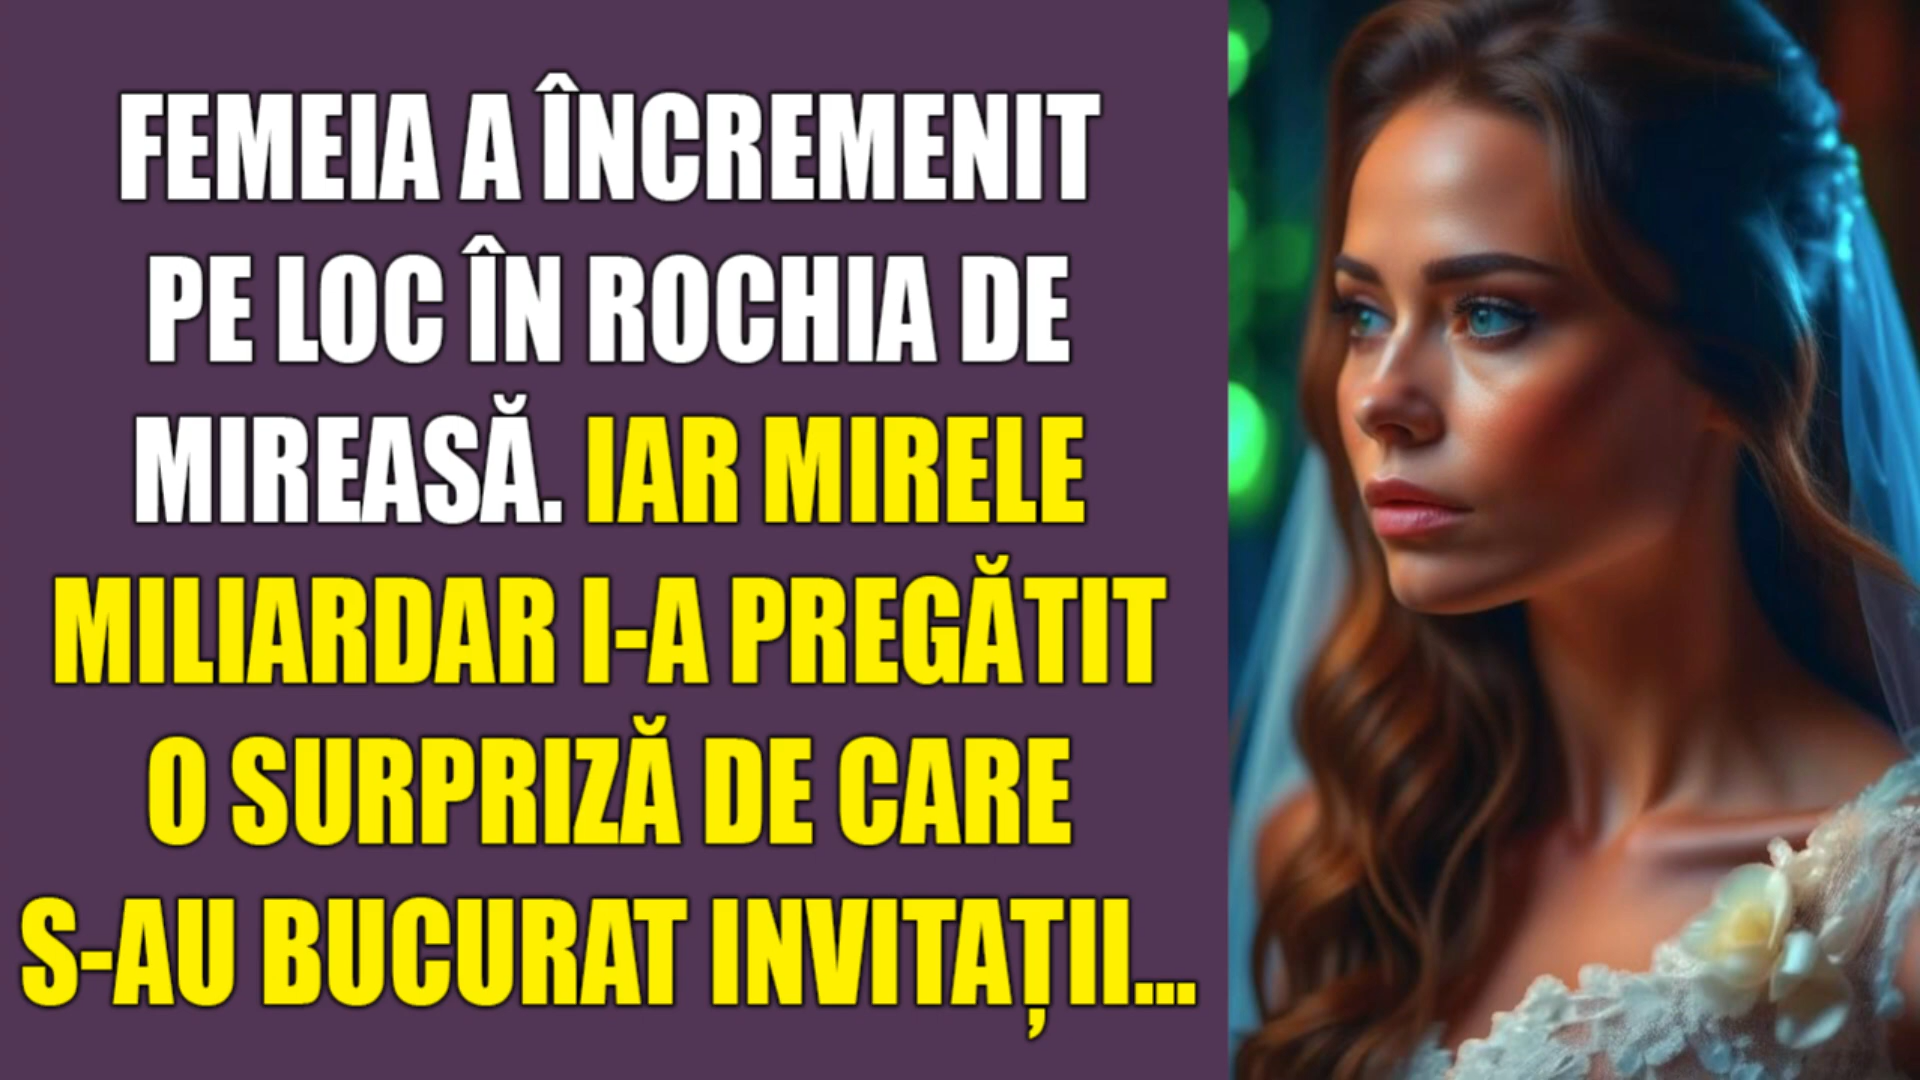 FEMEIA A ÎNCREMENIT
PE LOC ÎN ROCHIA DE
MIREASĂ. IAR MIRELE
MILIARDAR I-A PREGĂTIT
O SURPRIZĂ DE CARE
S-AU BUCURAT INVITAȚII...